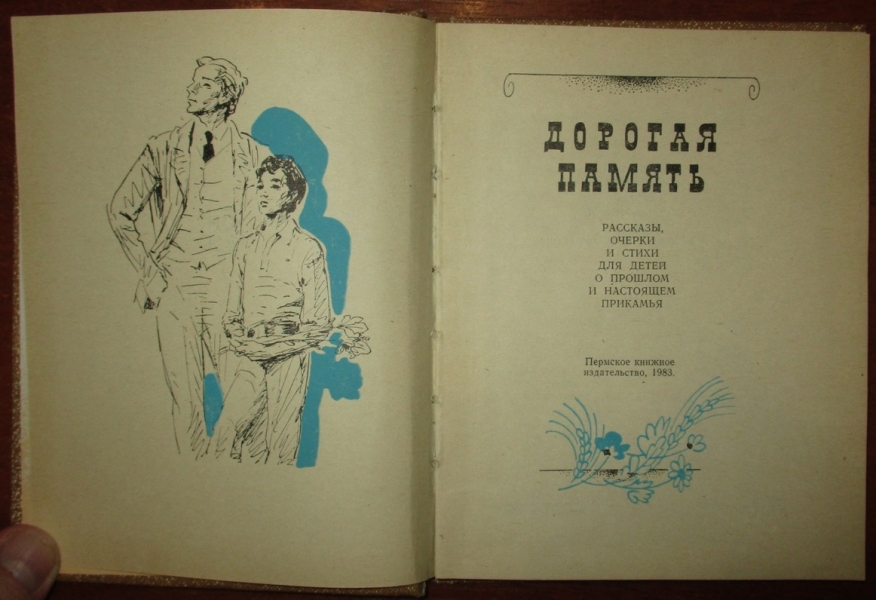 ДОРОГАЯ
ПАМЯТЬ
РАССКАЗЫ,
ОЧЕРКИ
И СТИХИ
ДЛЯ ДЕТЕЙ
О ПРОШЛОМ
И НАСТОЯЩЕМ
ПРИКАМЬЯ
Пермское книжное
издательство, 1983.